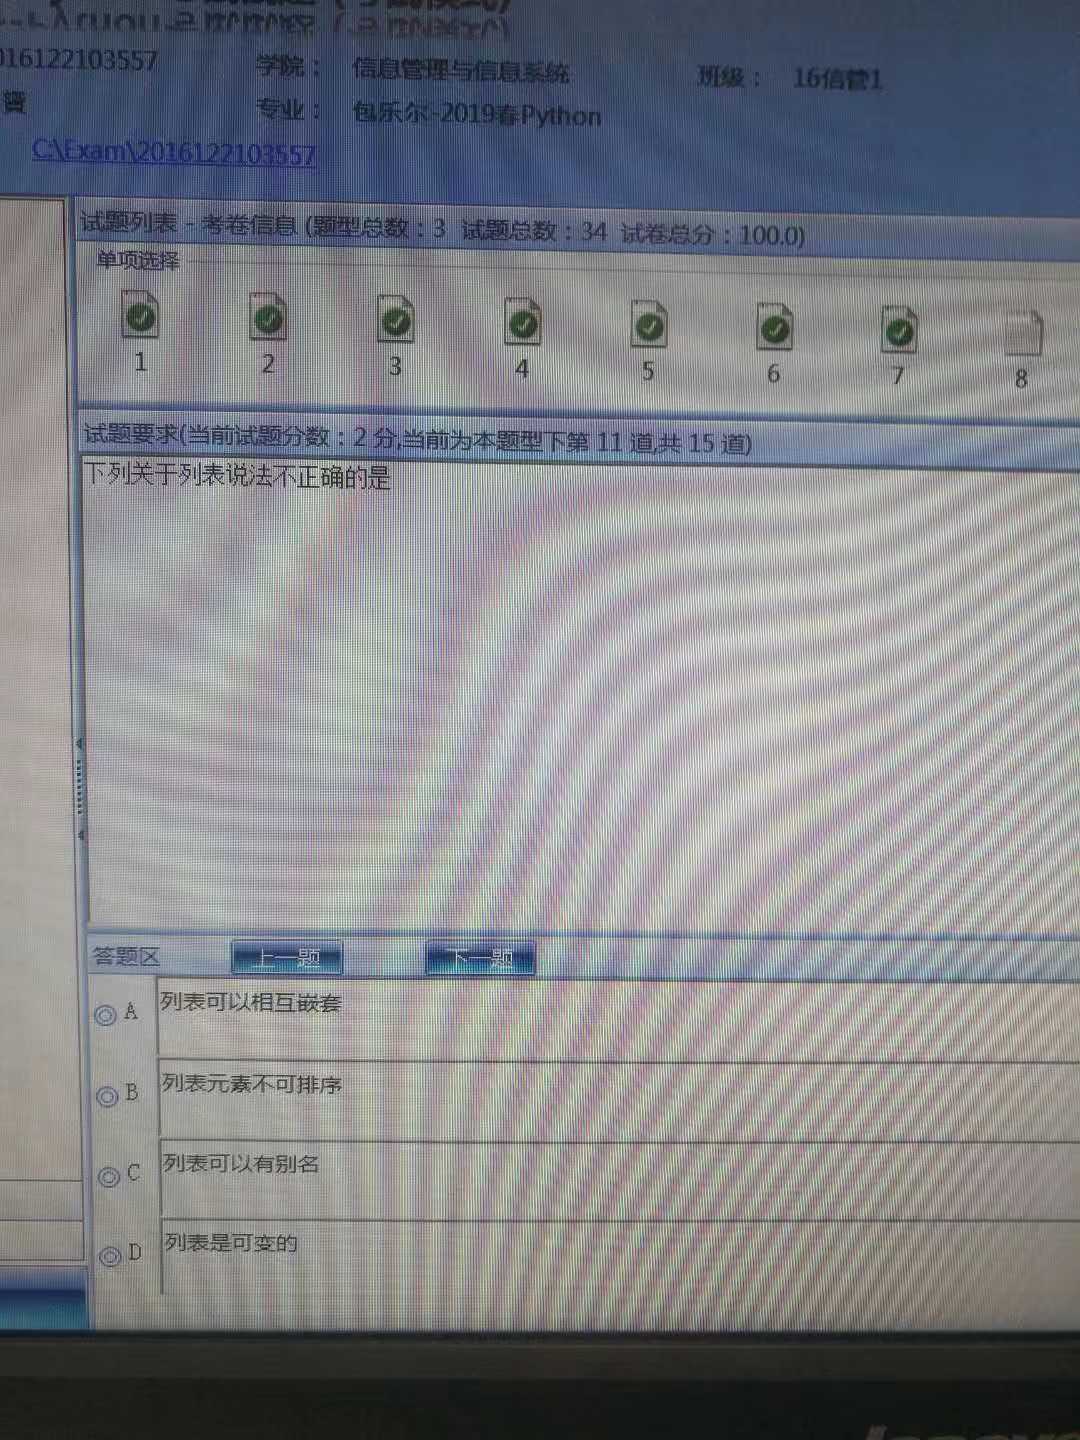 016122103557
学院： 信息管理与信息系统
班级： 16信管1
专业： 包乐尔-2019春Python
C:\Exam\2016122103557
试题列表 - 考卷信息 (题型总数：3 试题总数：34 试卷总分：100.0)
单项选择
1 2 3 4 5 6 7 8
试题要求(当前试题分数：2 分,当前为本题型下第 11 道,共 15 道)
下列关于列表说法不正确的是
答题区 上一题 下一题
A 列表可以相互嵌套
B 列表元素不可排序
C 列表可以有别名
D 列表是可变的